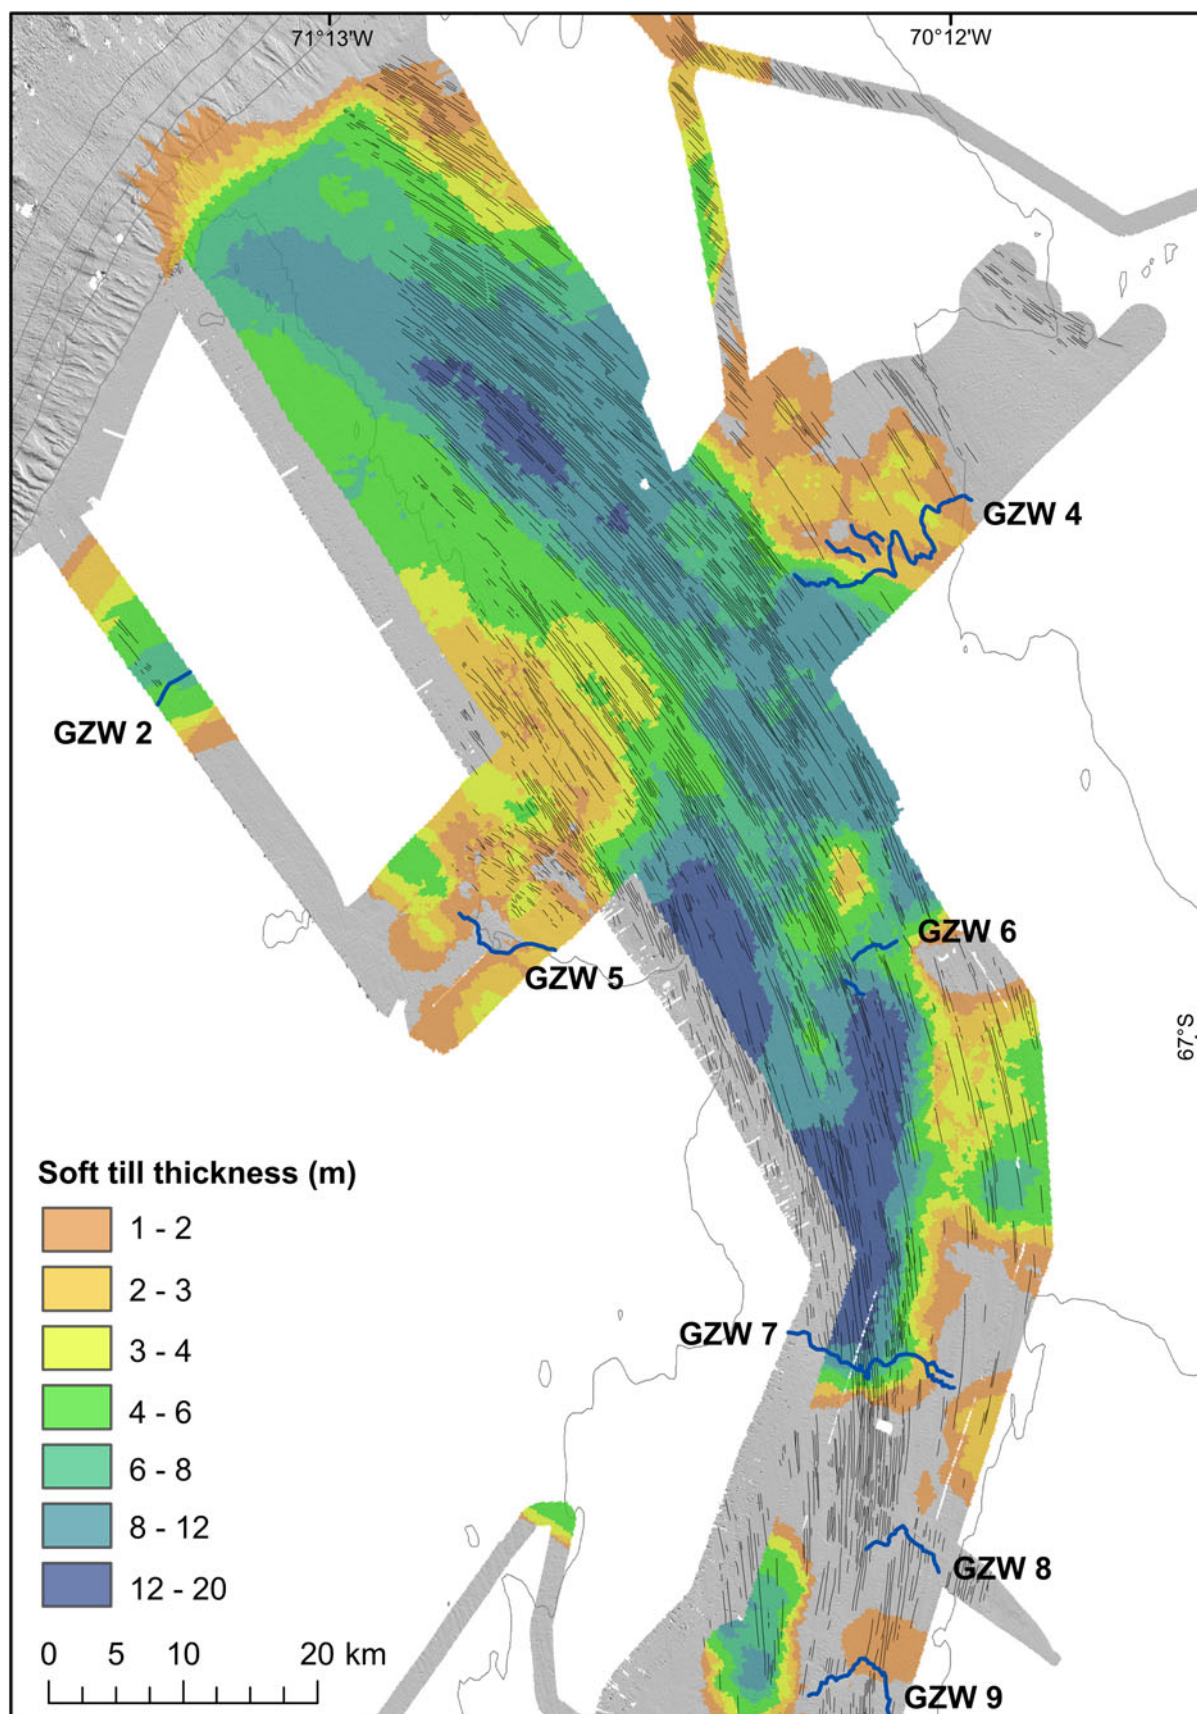 71°13'W
70°12'W
GZW 4
GZW 2
GZW 6
GZW 5
67°S
Soft till thickness (m)
1 - 2
2 - 3
3 - 4
4 - 6
6 - 8
8 - 12
12 - 20
GZW 7
GZW 8
0 5 10 20 km
GZW 9